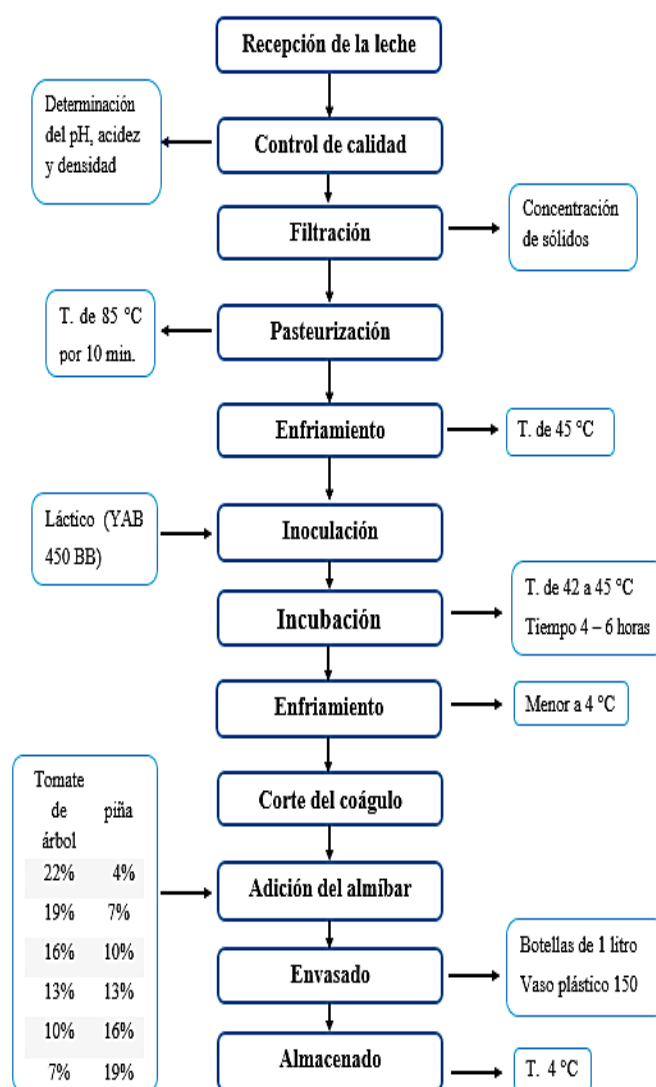 Recepción de la leche
Determinación
del pH, acidez
y densidad
Control de calidad
Filtración
Concentración
de sólidos
T. de 85 °C
por 10 min.
Pasteurización
Enfriamiento
T. de 45 °C
Láctico (YAB
450 BB)
Inoculación
Incubación
T. de 42 a 45 °C
Tiempo 4 – 6 horas
Enfriamiento
Menor a 4 °C
Corte del coágulo
Tomate
de
árbol
piña
22% 4%
19% 7%
16% 10%
13% 13%
10% 16%
7% 19%
Adición del almíbar
Envasado
Botellas de 1 litro
Vaso plástico 150
Almacenado
T. 4 °C